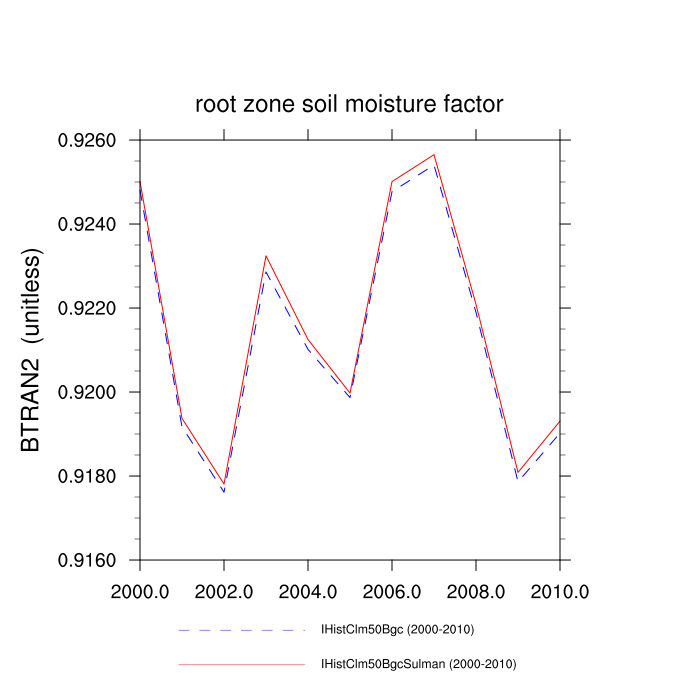 root zone soil moisture factor
0.9260
0.9240
0.9220
0.9200
0.9180
0.9160
BTRAN2 (unitless)
2000.0 2002.0 2004.0 2006.0 2008.0 2010.0
IHistClm50Bgc (2000-2010)
IHistClm50BgcSulman (2000-2010)